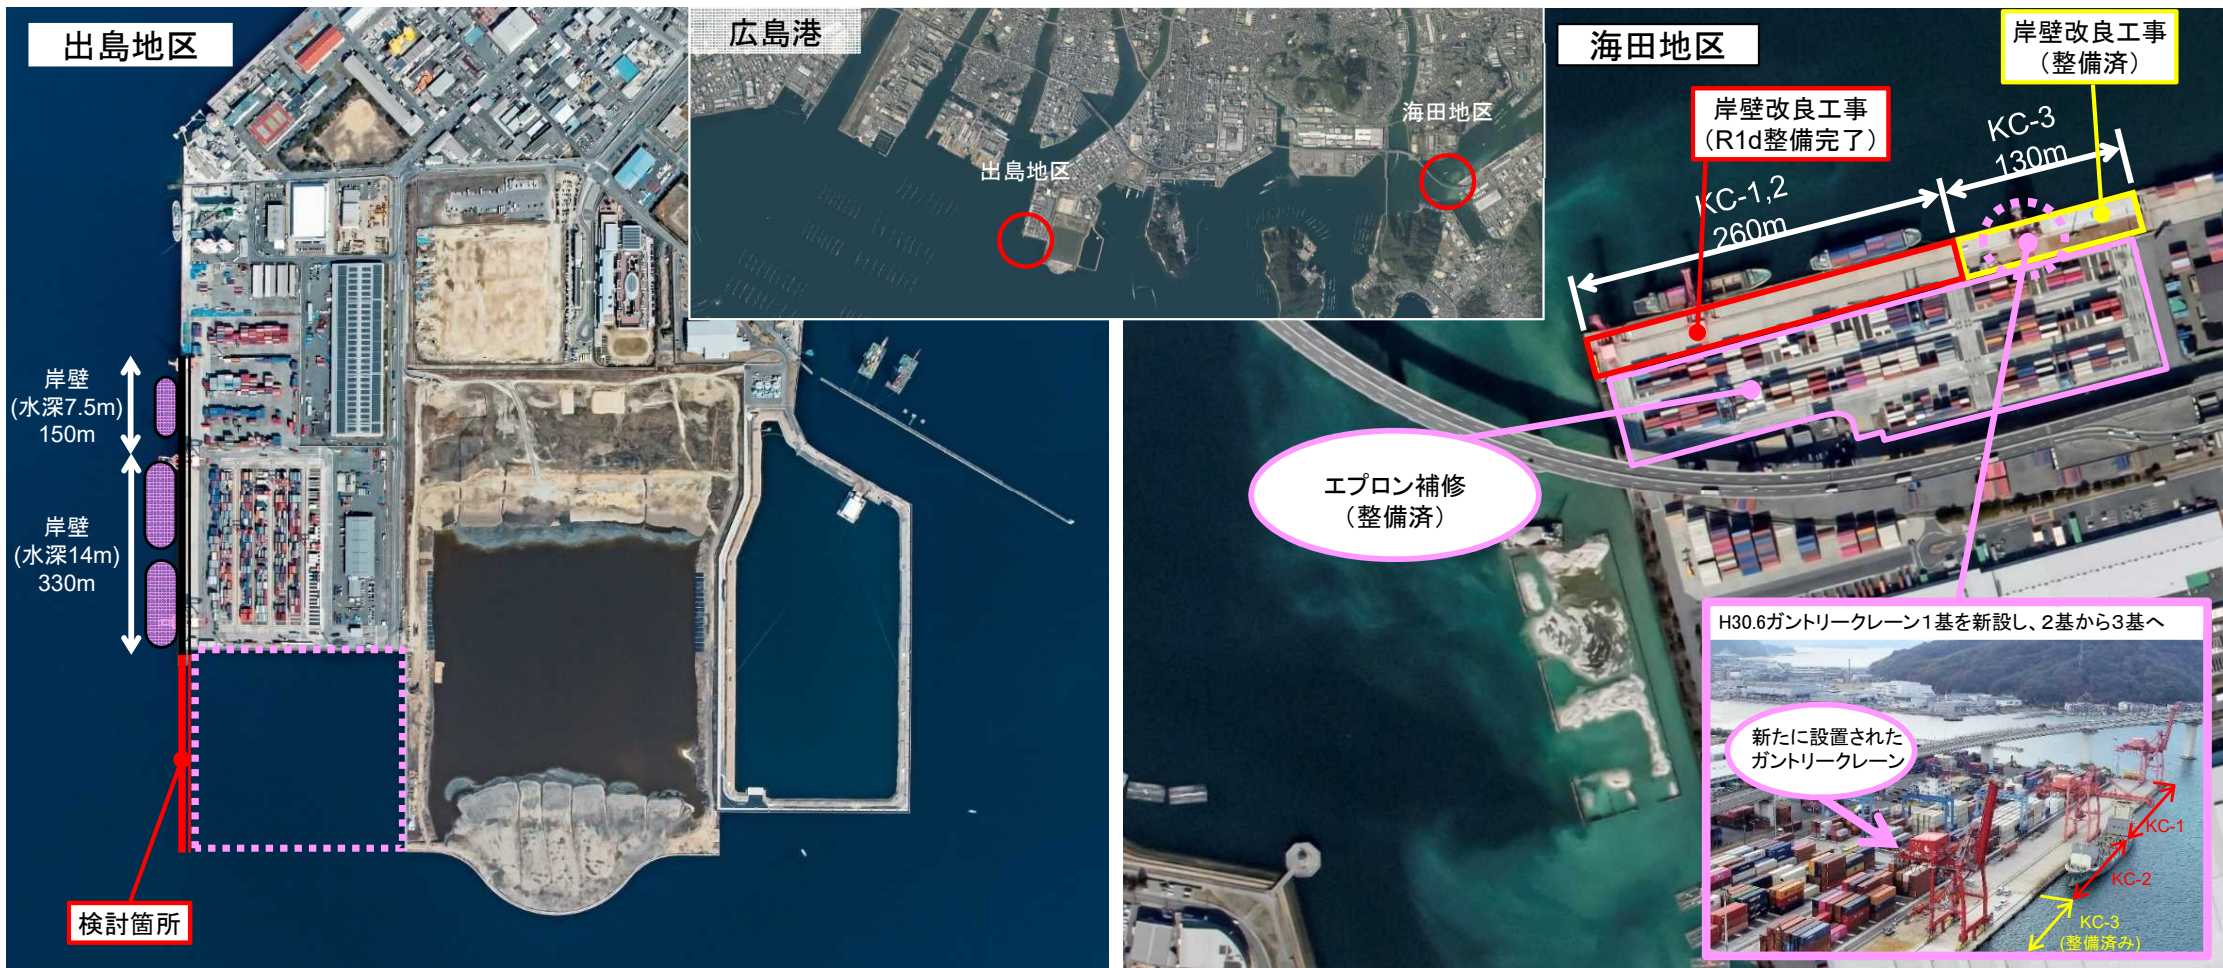 出島地区
広島港
海田地区
出島地区
海田地区
岸壁改良工事
（整備済）
岸壁改良工事
（R1d整備完了）
KC-3
130m
KC-1,2
260m
岸壁
(水深7.5m)
150m
岸壁
(水深14m)
330m
検討箇所
エプロン補修
（整備済）
H30.6ガントリークレーン１基を新設し、２基から３基へ
新たに設置された
ガントリークレーン
KC-1
KC-2
KC-3
(整備済み)